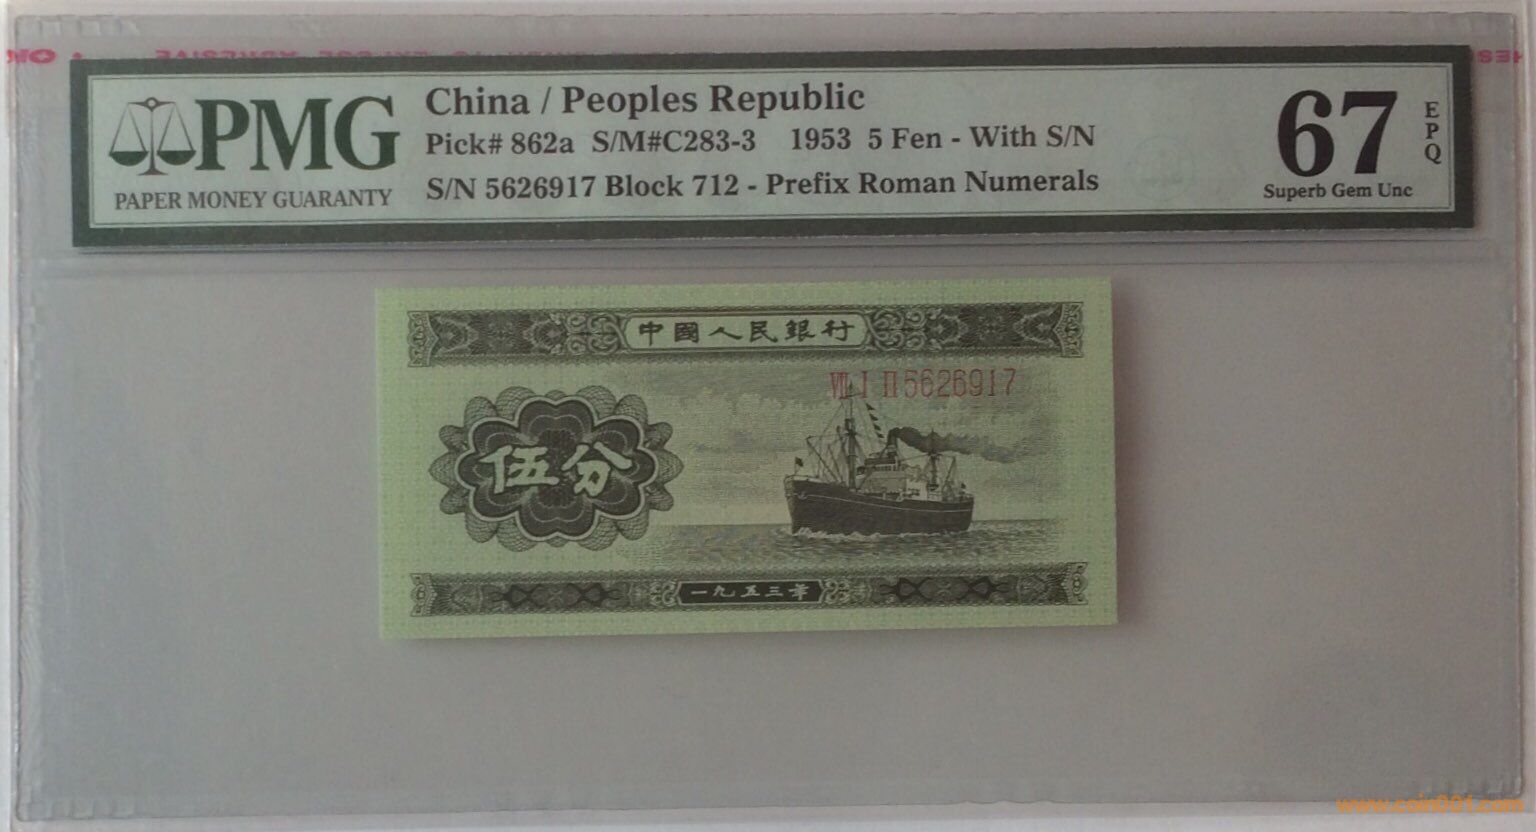 PMG
PAPER MONEY GUARANTY
China / Peoples Republic
Pick# 862a S/M#C283-3 1953 5 Fen - With S/N
S/N 5626917 Block 712 - Prefix Roman Numerals
67
EPQ
Superb Gem Unc
中國人民銀行
VII I II 5626917
伍分
一九五三年
www.coin001.com